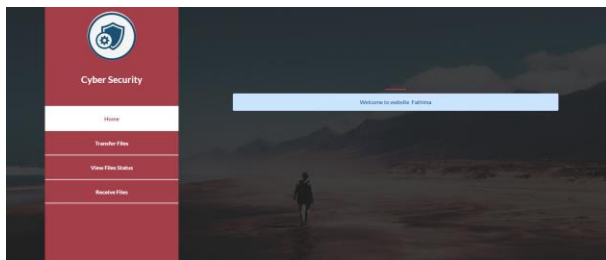 Cyber Security
Home
Transfer Files
View Files Status
Receive Files
Welcome to website Fathima